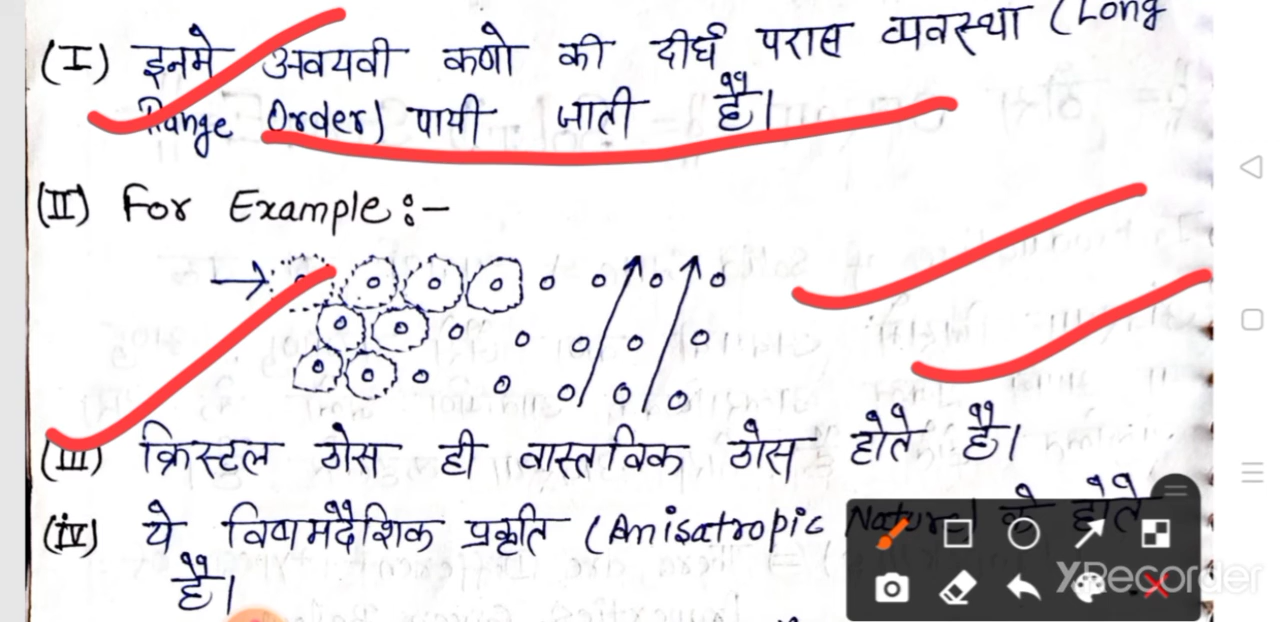 (I) इनमे अवयवी कणो की दीर्घ परास व्यवस्था (Long
Range Order) पायी जाती है।
(II) For Example:-
(III) क्रिस्टल ठोस ही वास्तविक ठोस होते है।
(iv) ये विषमदैशिक प्रकृति (Anisatropic Nature) के होते
है।
XRecorder